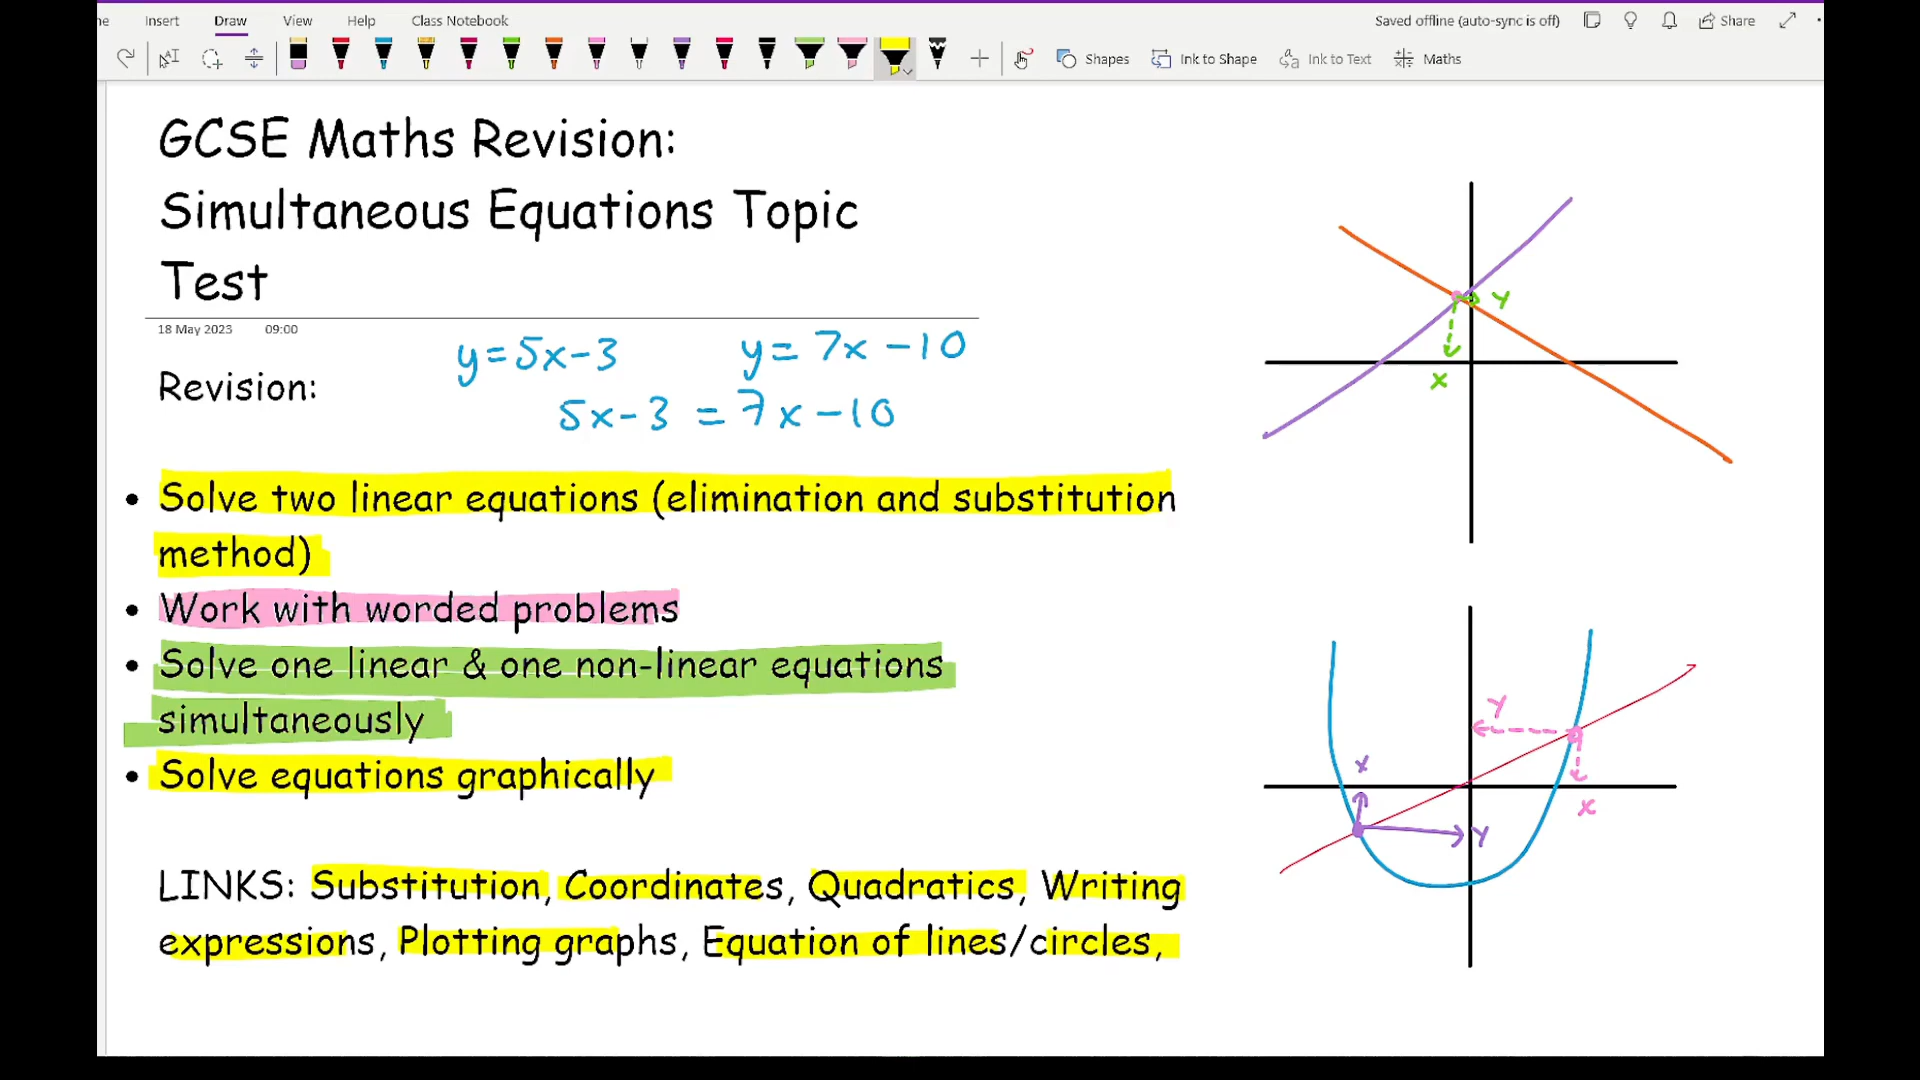 ne Insert Draw View Help Class Notebook Saved offline (auto-sync is off) Share
Shapes Ink to Shape Ink to Text Maths
GCSE Maths Revision:
Simultaneous Equations Topic
Test
18 May 2023 09:00
y=5x-3 y=7x-10
Revision:
5x-3 = 7x-10
• Solve two linear equations (elimination and substitution
method)
• Work with worded problems
• Solve one linear & one non-linear equations
simultaneously
• Solve equations graphically
LINKS: Substitution, Coordinates, Quadratics, Writing
expressions, Plotting graphs, Equation of lines/circles,
Y
X
Y
X
X
Y